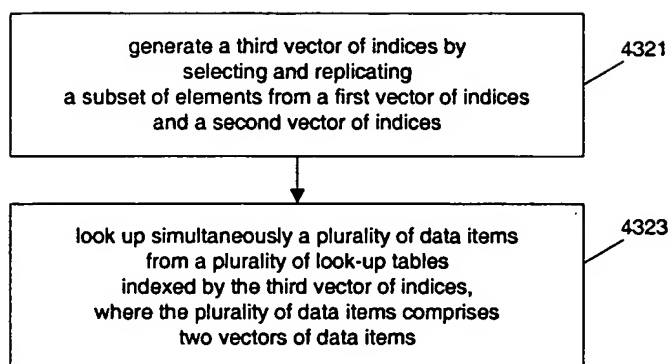 generate a third vector of indices by
selecting and replicating
a subset of elements from a first vector of indices
and a second vector of indices
4321
look up simultaneously a plurality of data items
from a plurality of look-up tables
indexed by the third vector of indices,
where the plurality of data items comprises
two vectors of data items
4323